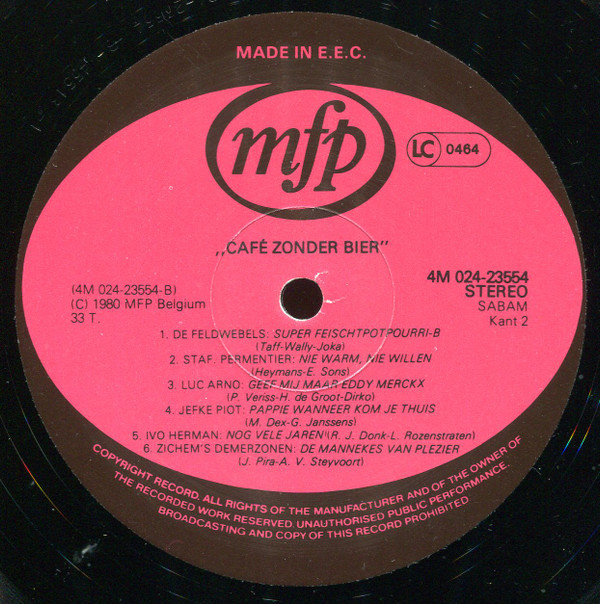 MADE IN E.E.C.
mfp
LC 0464
„CAFÉ ZONDER BIER"
(4M 024-23554-B)
(C) 1980 MFP Belgium
33 T.
4M 024-23554
STEREO
SABAM
Kant 2
1. DE FELDWEBELS: SUPER FEISCHTPOTPOURRI-B
(Taff-Wally-Joka)
2. STAF. PERMENTIER: NIE WARM, NIE WILLEN
(Heymans-E. Sons)
3. LUC ARNO: GEEF MIJ MAAR EDDY MERCKX
(P. Veriss-H. de Groot-Dirko)
4. JEFKE PIOT: PAPPIE WANNEER KOM JE THUIS
(M. Dex-G. Janssens)
5. IVO HERMAN: NOG VELE JAREN!(R. J. Donk-L. Rozenstraten)
6. ZICHEM'S DEMERZONEN: DE MANNEKES VAN PLEZIER
(J. Pira-A. V. Steyvoort)
COPYRIGHT RECORD. ALL RIGHTS OF THE MANUFACTURER AND OF THE OWNER OF
THE RECORDED WORK RESERVED. UNAUTHORISED PUBLIC PERFORMANCE.
BROADCASTING AND COPY OF THIS RECORD PROHIBITED